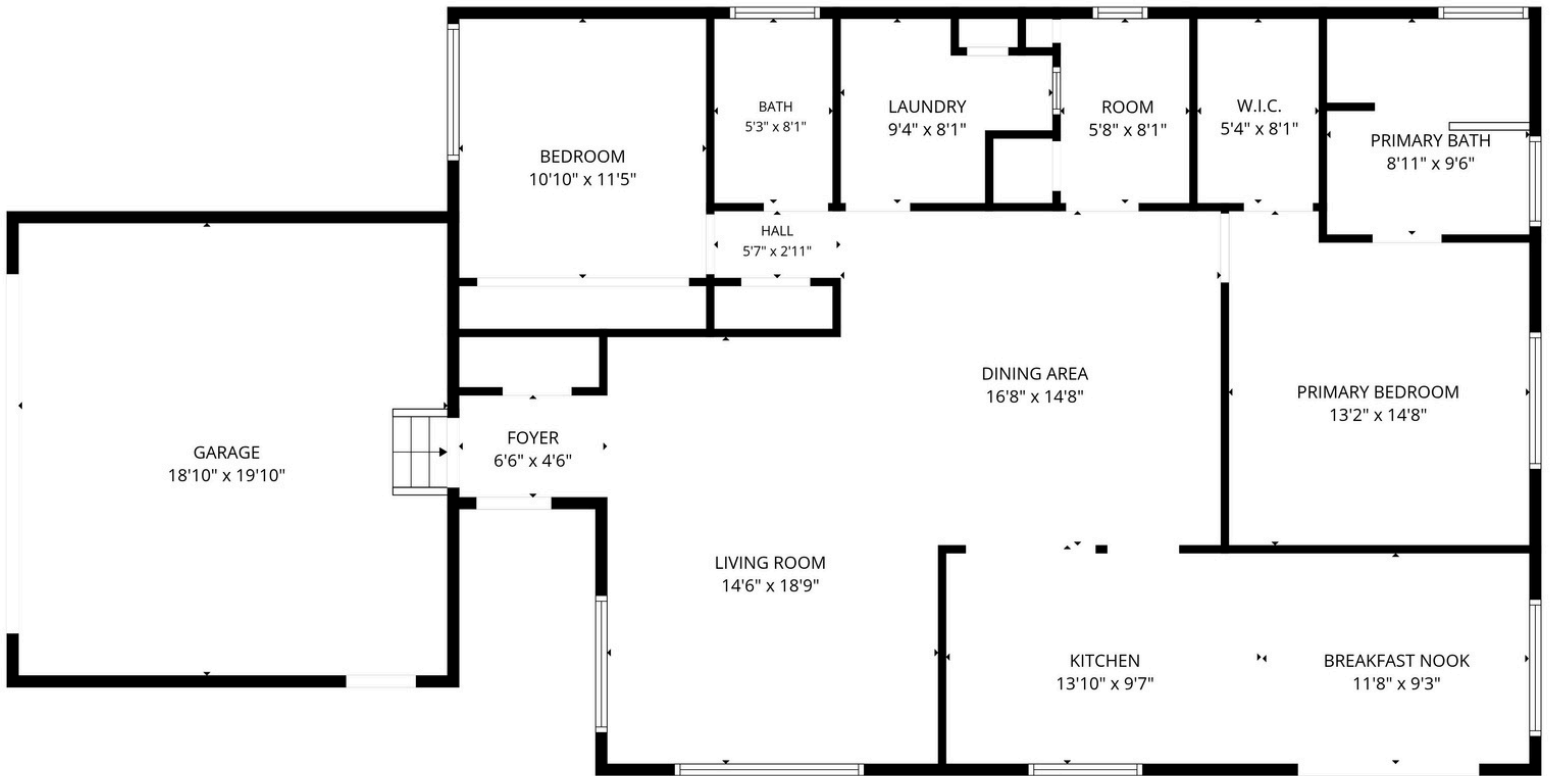 BEDROOM
10'10" x 11'5"
BATH
5'3" x 8'1"
LAUNDRY
9'4" x 8'1"
ROOM
5'8" x 8'1"
W.I.C.
5'4" x 8'1"
PRIMARY BATH
8'11" x 9'6"
HALL
5'7" x 2'11"
GARAGE
18'10" x 19'10"
FOYER
6'6" x 4'6"
DINING AREA
16'8" x 14'8"
PRIMARY BEDROOM
13'2" x 14'8"
LIVING ROOM
14'6" x 18'9"
KITCHEN
13'10" x 9'7"
BREAKFAST NOOK
11'8" x 9'3"